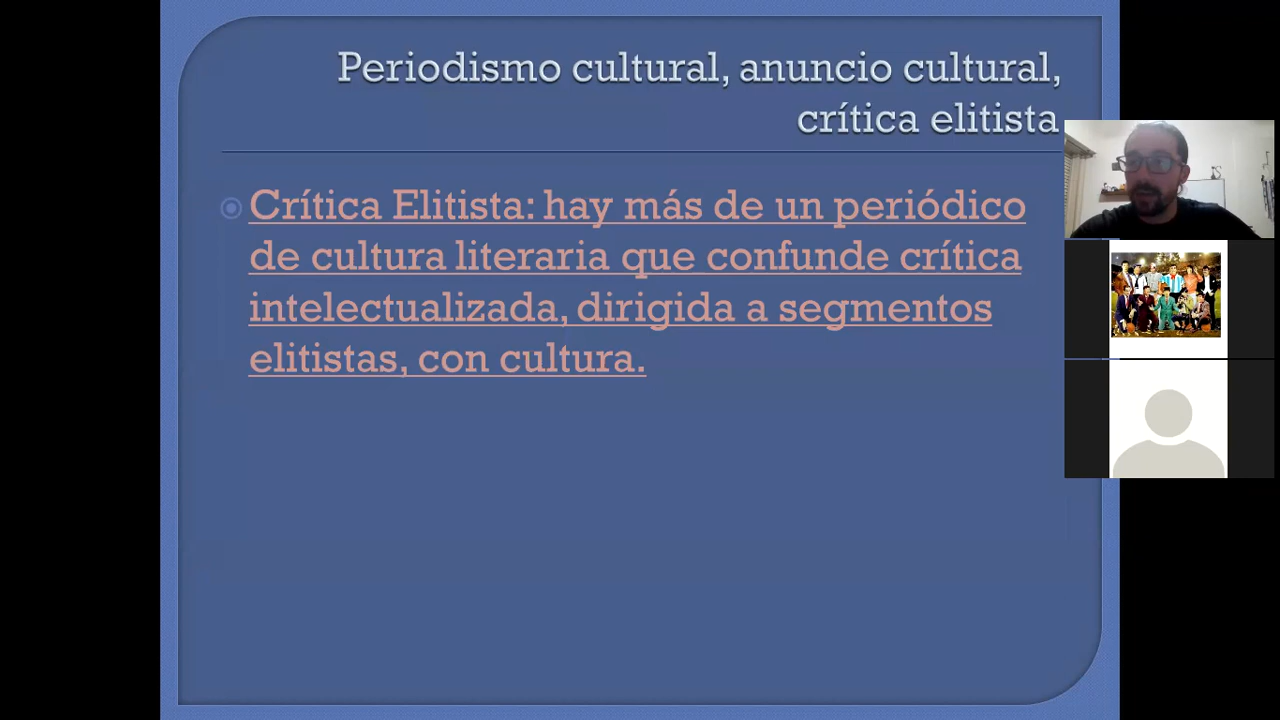 Periodismo cultural, anuncio cultural,
crítica elitista
Crítica Elitista: hay más de un periódico
de cultura literaria que confunde crítica
intelectualizada, dirigida a segmentos
elitistas, con cultura.